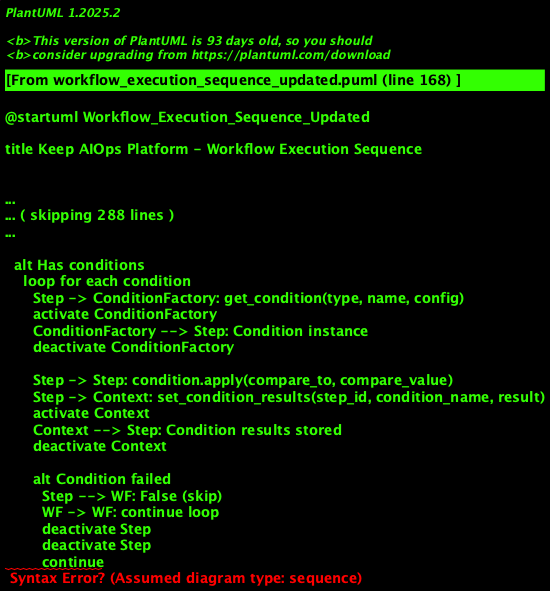 PlantUML 1.2025.2
<b>This version of PlantUML is 93 days old, so you should
<b>consider upgrading from https://plantuml.com/download
[From workflow_execution_sequence_updated.puml (line 168) ]
@startuml Workflow_Execution_Sequence_Updated
title Keep AIOps Platform - Workflow Execution Sequence
...
... ( skipping 288 lines )
...
alt Has conditions
loop for each condition
Step -> ConditionFactory: get_condition(type, name, config)
activate ConditionFactory
ConditionFactory --> Step: Condition instance
deactivate ConditionFactory
Step -> Step: condition.apply(compare_to, compare_value)
Step -> Context: set_condition_results(step_id, condition_name, result)
activate Context
Context --> Step: Condition results stored
deactivate Context
alt Condition failed
Step --> WF: False (skip)
WF -> WF: continue loop
deactivate Step
deactivate Step
continue
Syntax Error? (Assumed diagram type: sequence)